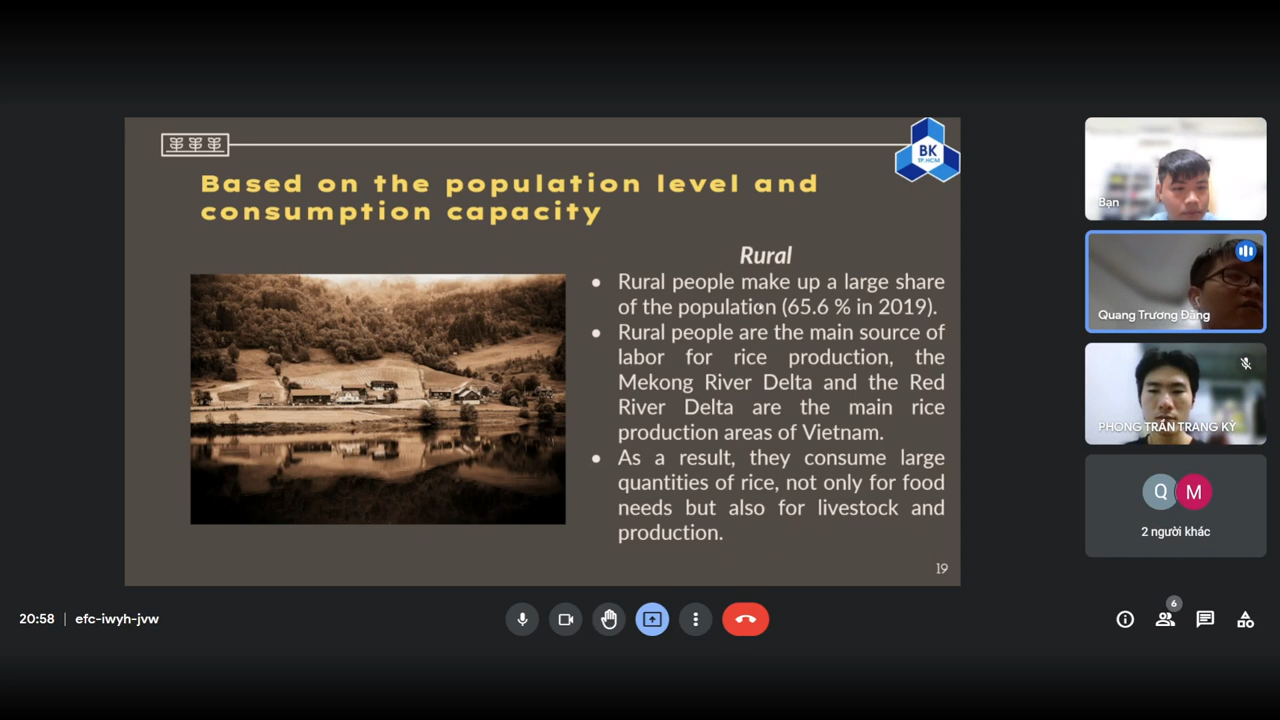 BK
TP.HCM
Based on the population level and
consumption capacity
Rural
● Rural people make up a large share
of the population (65.6 % in 2019).
● Rural people are the main source of
labor for rice production, the
Mekong River Delta and the Red
River Delta are the main rice
production areas of Vietnam.
● As a result, they consume large
quantities of rice, not only for food
needs but also for livestock and
production.
19
Bạn
Quang Trương Đăng
PHONG TRẦN TRANG KỲ
Q M
2 người khác
20:58 | efc-iwyh-jvw
6